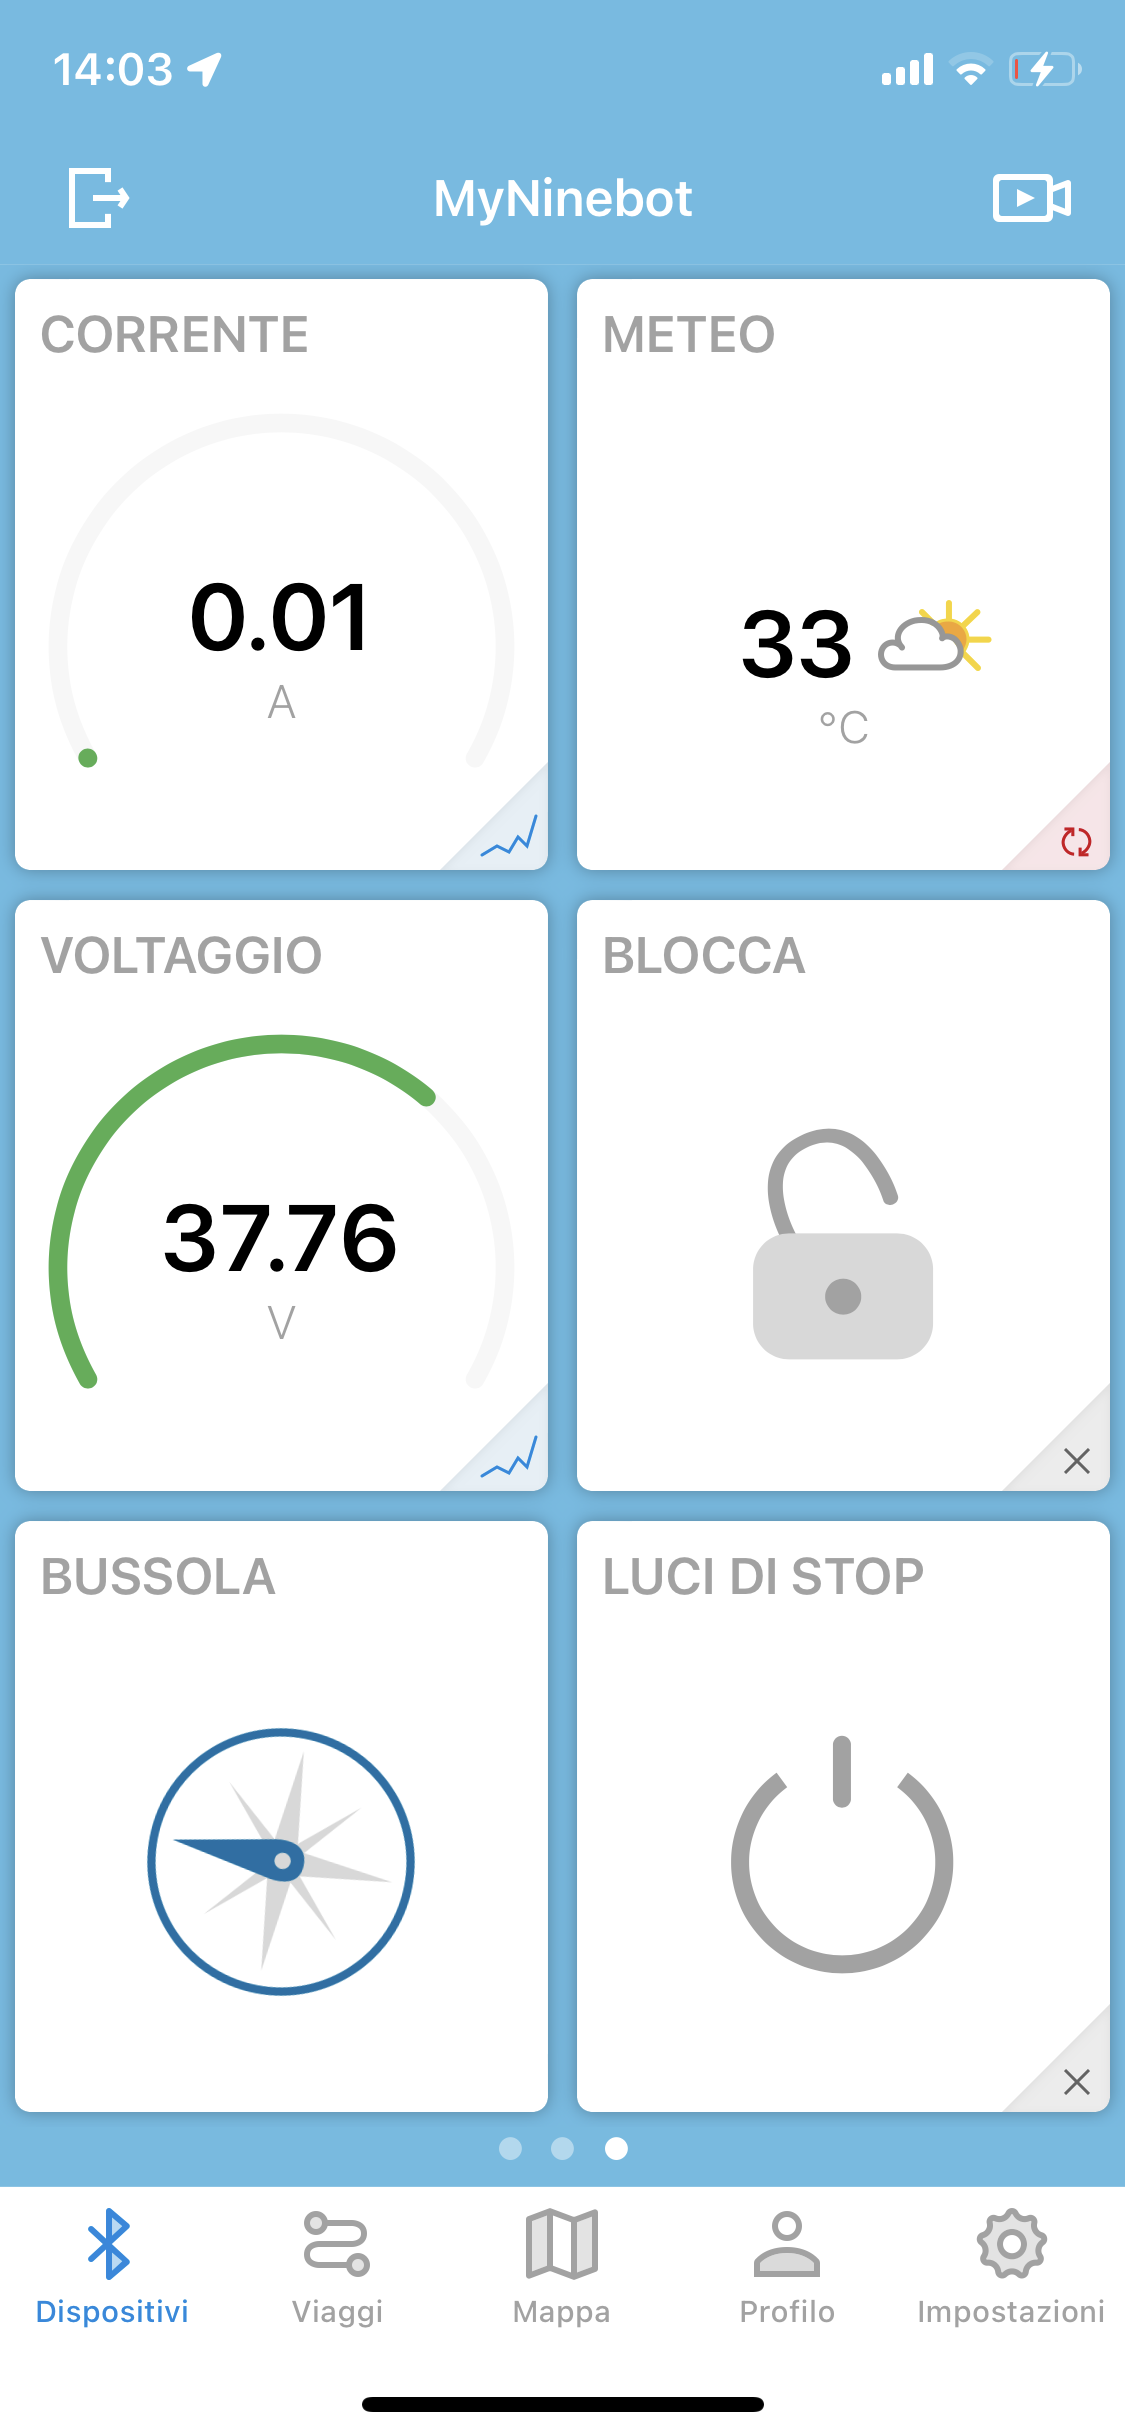 14:03
MyNinebot
CORRENTE
0.01
A
METEO
33
°C
VOLTAGGIO
37.76
V
BLOCCA
BUSSOLA
LUCI DI STOP
Dispositivi
Viaggi
Mappa
Profilo
Impostazioni